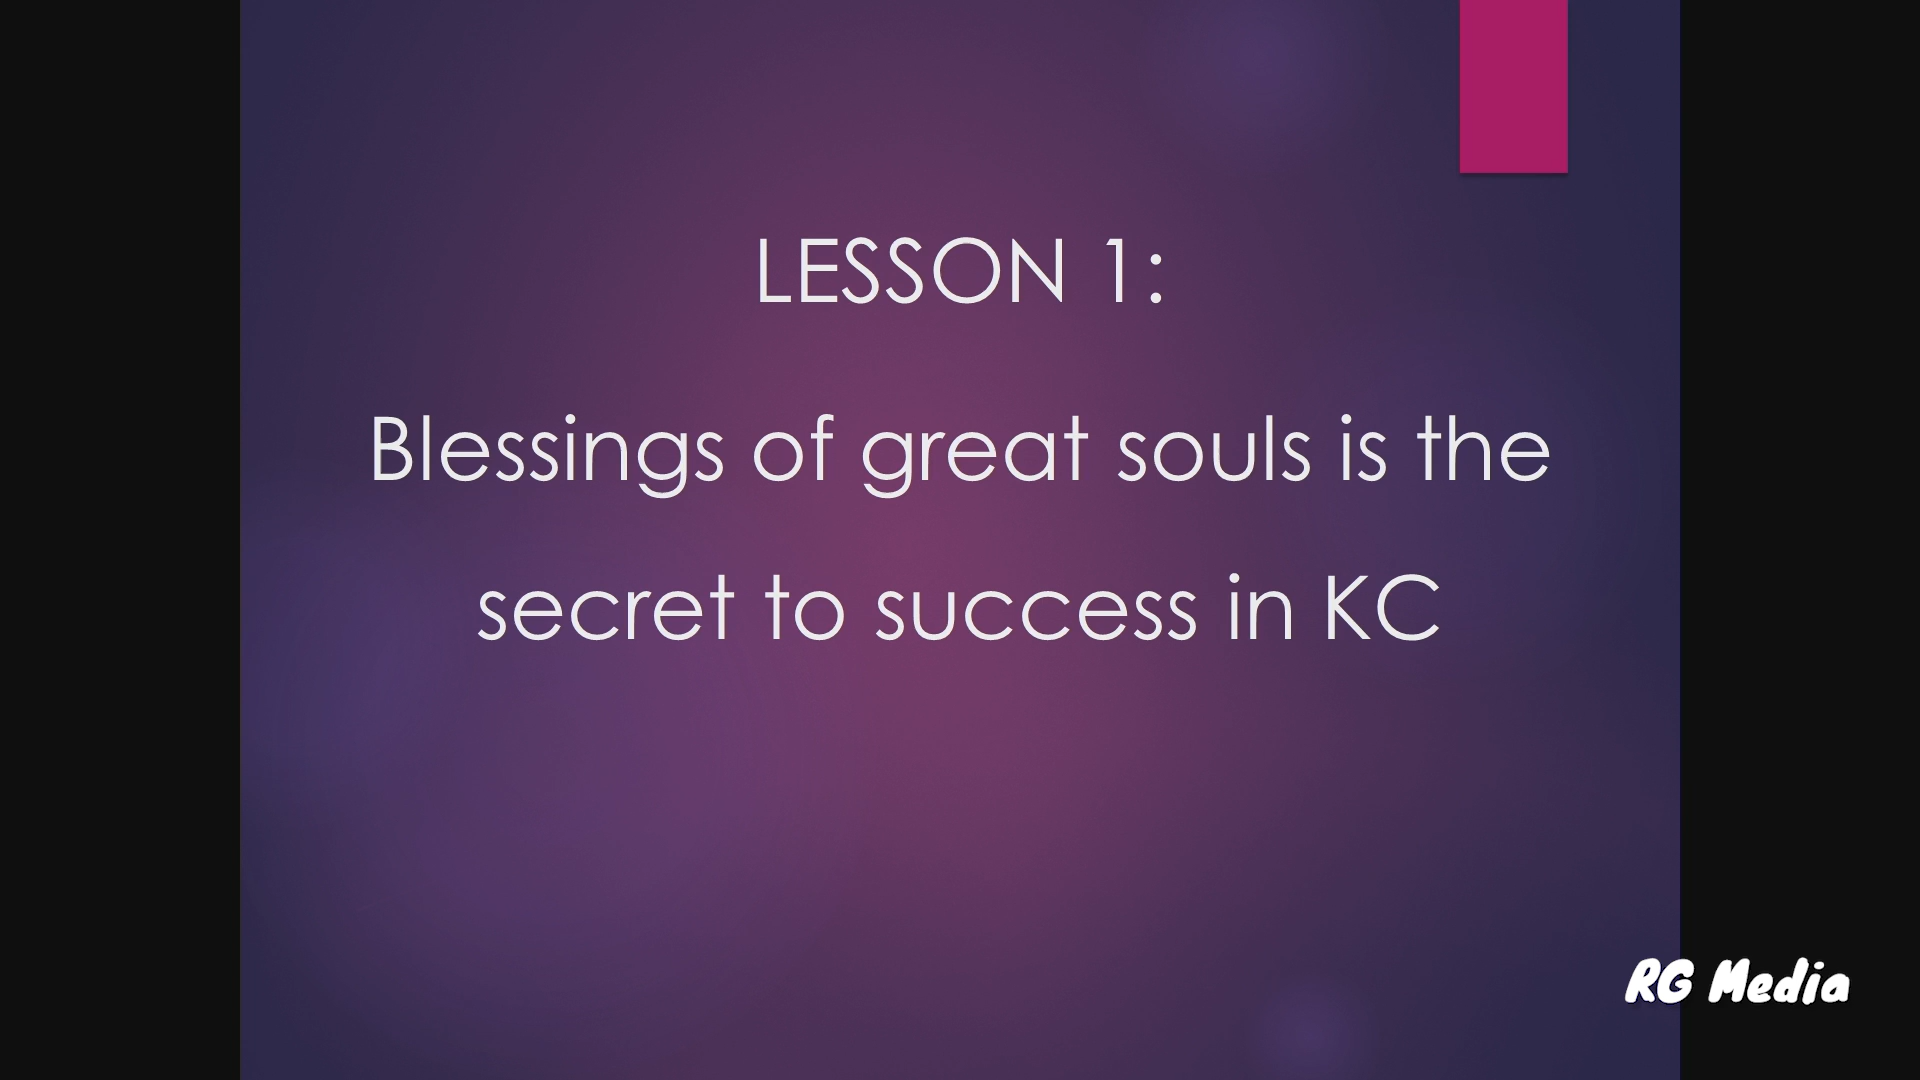 LESSON 1:
Blessings of great souls is the
secret to success in KC
RG Media